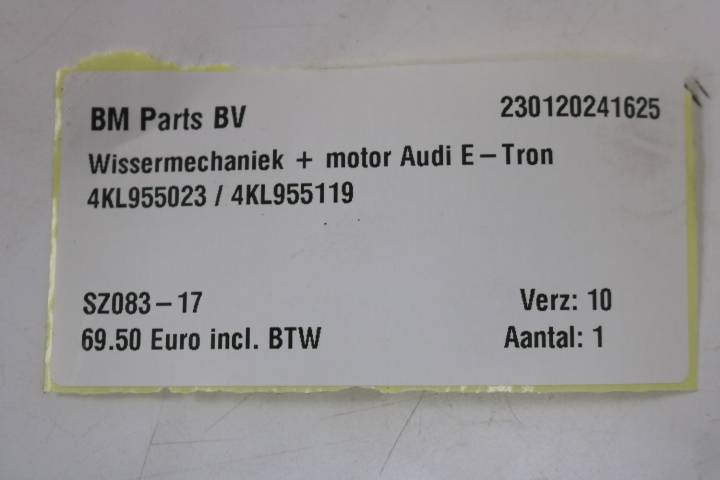 BM Parts BV 230120241625
Wissermechaniek + motor Audi E-Tron
4KL955023 / 4KL955119
SZ083-17 Verz: 10
69.50 Euro incl. BTW Aantal: 1